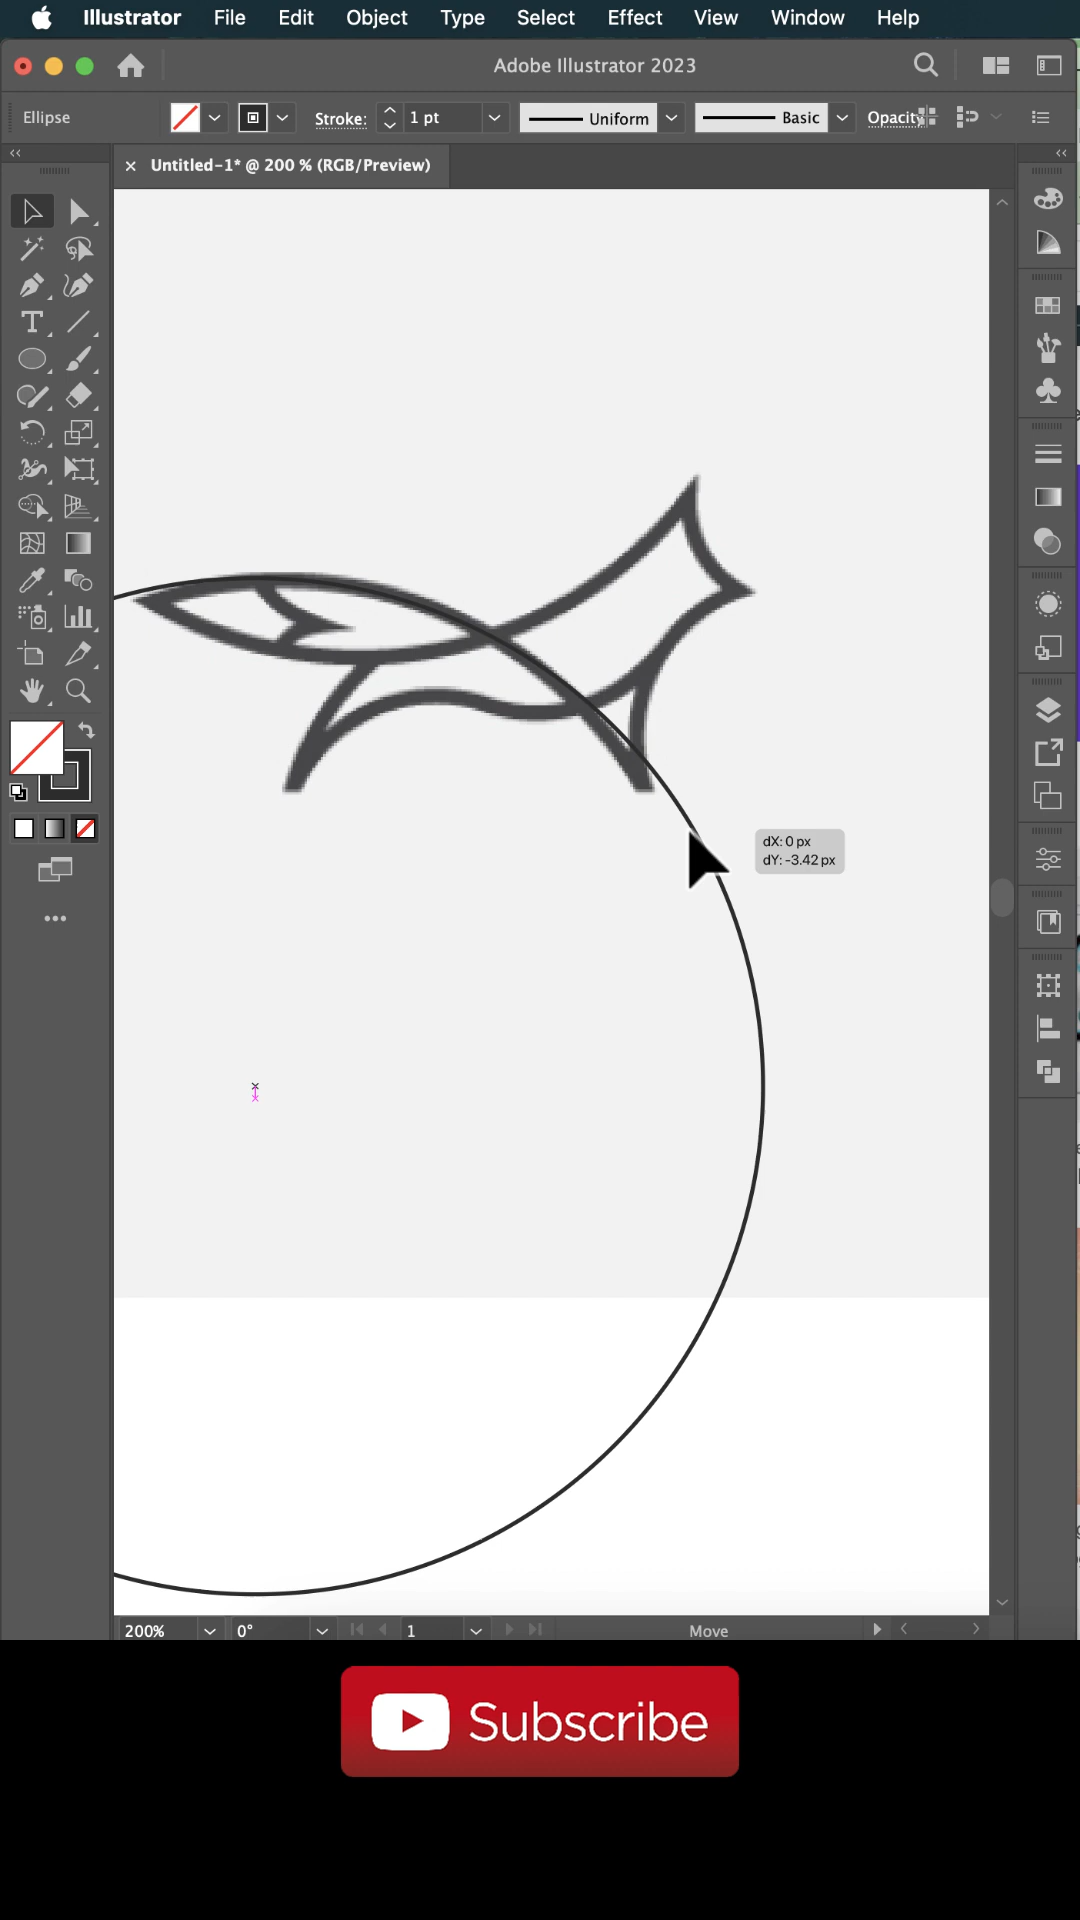 Illustrator File Edit Object Type Select Effect View Window Help
Adobe Illustrator 2023
Ellipse Stroke: 1 pt Uniform Basic Opacity
Untitled-1* @ 200 % (RGB/Preview)
dX: 0 px
dY: -3.42 px
200% 0° 1 Move
Subscribe